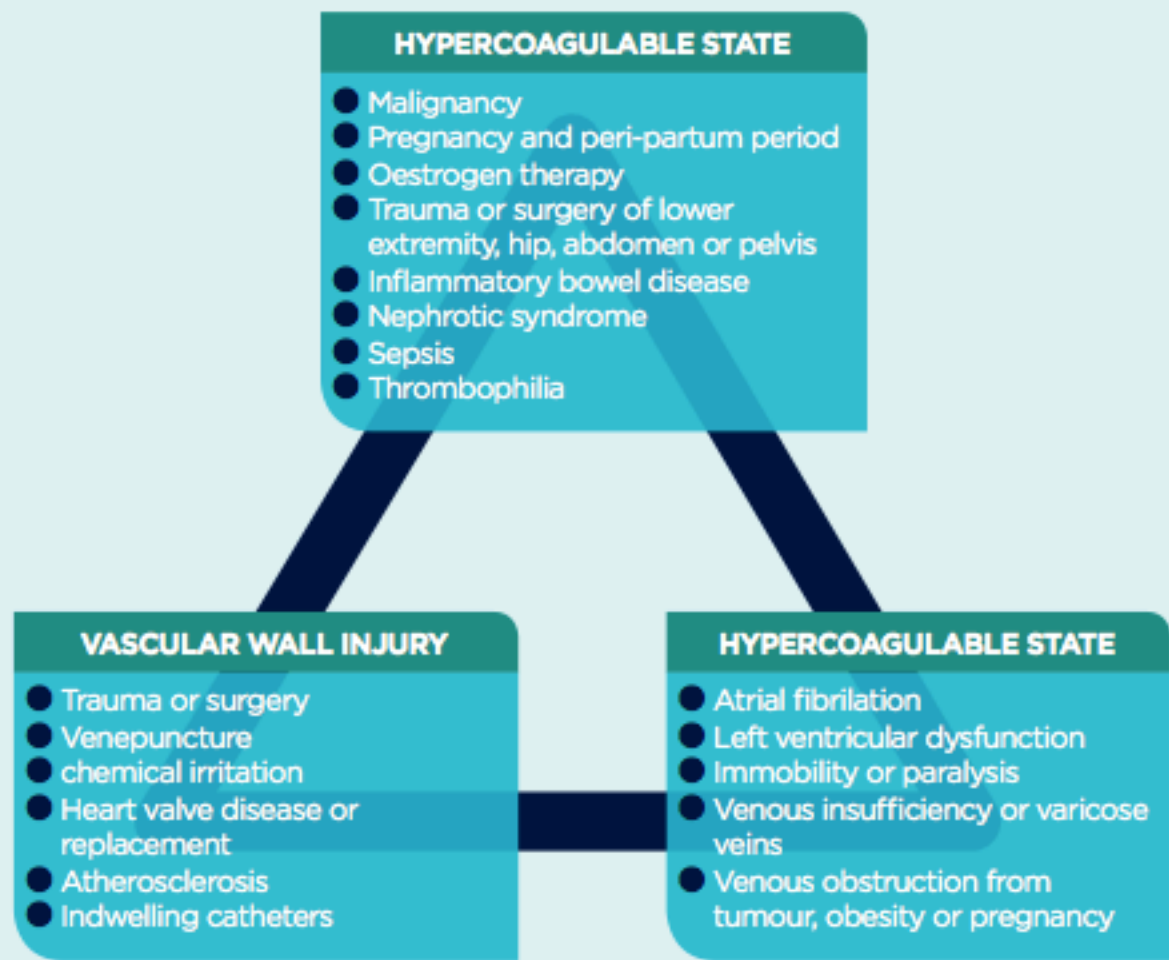 HYPERCOAGULABLE STATE
Malignancy
Pregnancy and peri-partum period
Oestrogen therapy
Trauma or surgery of lower
extremity, hip, abdomen or pelvis
Inflammatory bowel disease
Nephrotic syndrome
Sepsis
Thrombophilia
VASCULAR WALL INJURY
Trauma or surgery
Venepuncture
chemical irritation
Heart valve disease or
replacement
Atherosclerosis
Indwelling catheters
HYPERCOAGULABLE STATE
Atrial fibrilation
Left ventricular dysfunction
Immobility or paralysis
Venous insufficiency or varicose
veins
Venous obstruction from
tumour, obesity or pregnancy